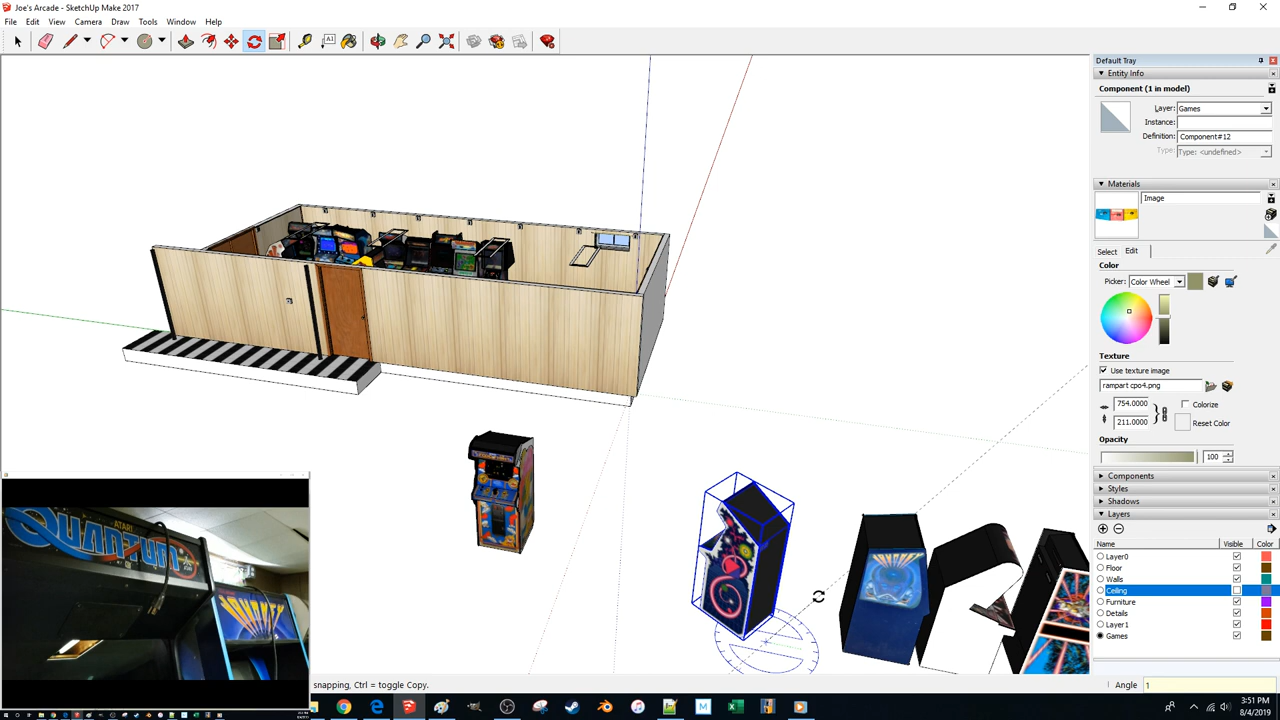 Joe's Arcade - SketchUp Make 2017
File Edit View Camera Draw Tools Window Help
Default Tray
Entity Info
Component (1 in model)
Layer: Games
Instance:
Definition: Component#12
Type: Type: <undefined>
Materials
Image
Select Edit
Color
Picker: Color Wheel
Texture
Use texture image
rampart cpo4.png
754.0000 Colorize
211.0000 Reset Color
Opacity
100
Components
Styles
Shadows
Layers
Name Visible Color
Layer0
Floor
Walls
Ceiling
Furniture
Details
Layer1
Games
ATARI
QUANTUM
snapping, Ctrl = toggle Copy.
Angle 1
3:51 PM
8/4/2019